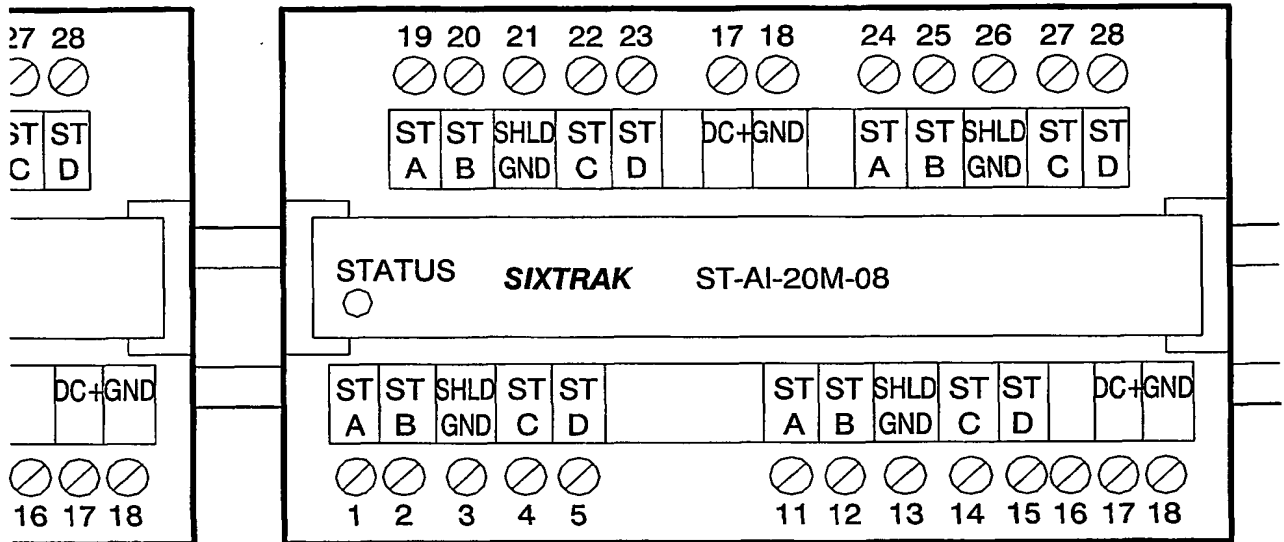 27 28
ST ST
C D
DC+ GND
16 17 18
19 20 21 22 23 17 18 24 25 26 27 28
ST ST SHLD ST ST DC+ GND ST ST SHLD ST ST
A B GND C D A B GND C D
STATUS SIXTRAK ST-AI-20M-08
ST ST SHLD ST ST ST ST SHLD ST ST DC+ GND
A B GND C D A B GND C D
1 2 3 4 5 11 12 13 14 15 16 17 18